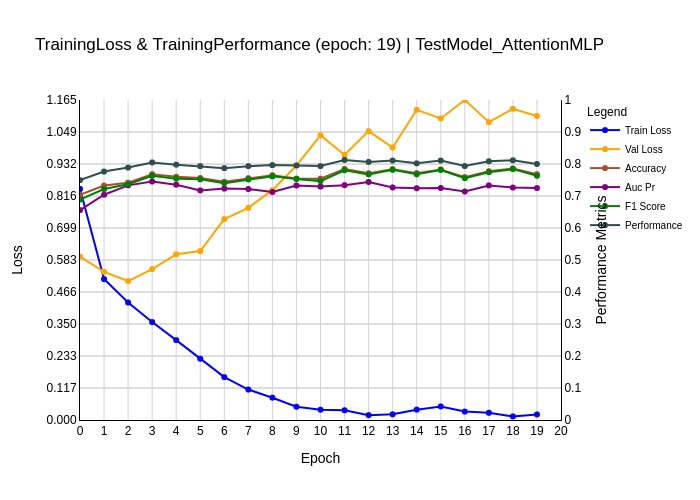 TrainingLoss & TrainingPerformance (epoch: 19) | TestModel_AttentionMLP
1.165
1.049
0.932
0.816
0.699
0.583
0.466
0.350
0.233
0.117
0.000
Loss
0 1 2 3 4 5 6 7 8 9 10 11 12 13 14 15 16 17 18 19 20
Epoch
1
0.9
0.8
0.7
0.6
0.5
0.4
0.3
0.2
0.1
0
Performance Metrics
Legend
Train Loss
Val Loss
Accuracy
Auc Pr
F1 Score
Performance